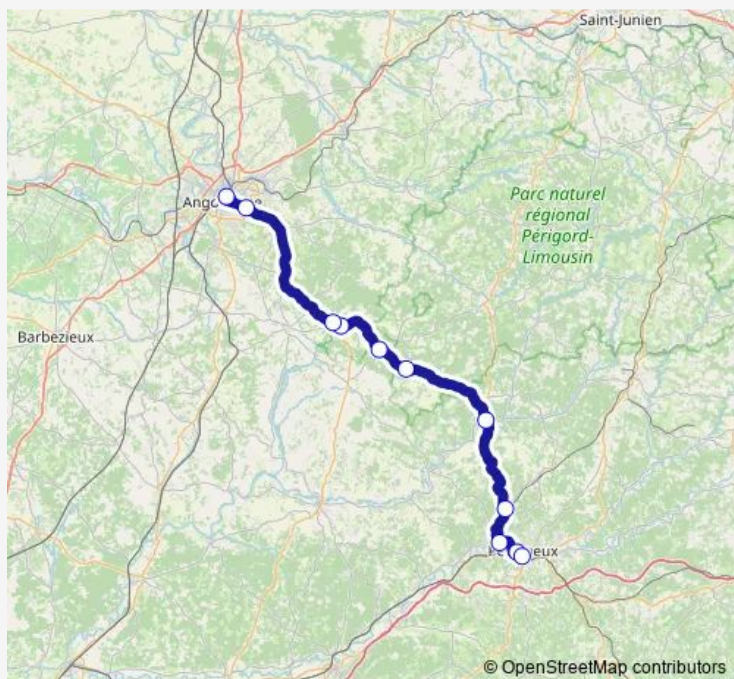 Saint-Junien
Parc naturel
régional
Périgord-
Limousin
Barbezieux
© OpenStreetMap contributors